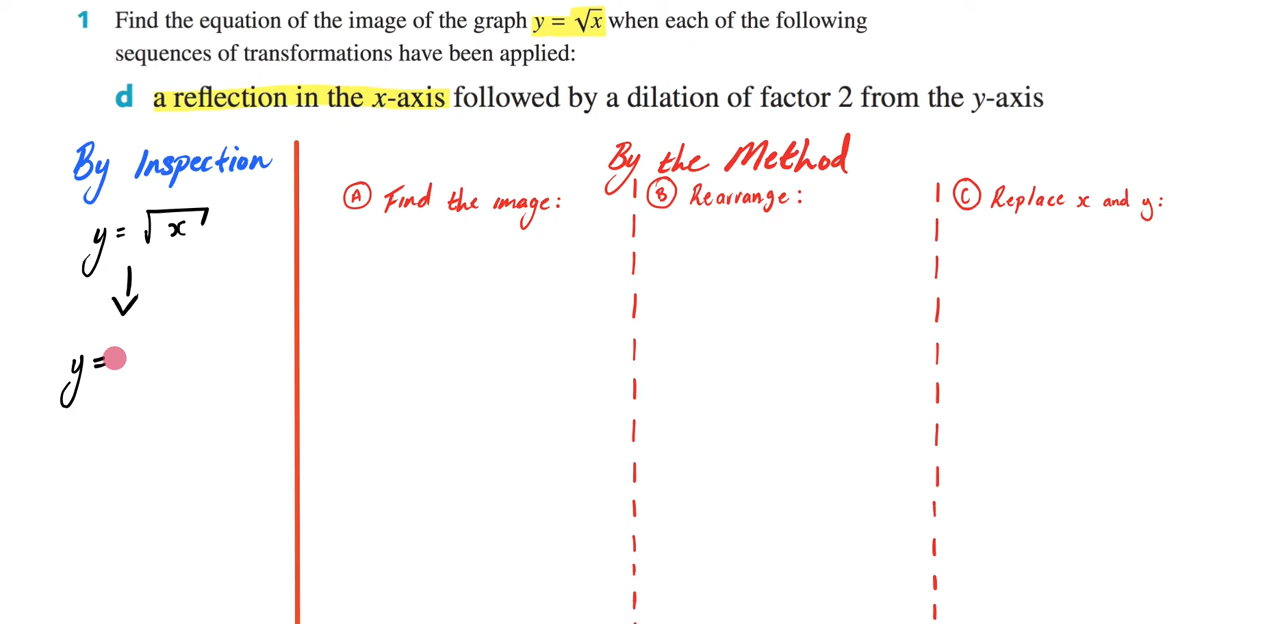 1 Find the equation of the image of the graph y = √x when each of the following
sequences of transformations have been applied:
d a reflection in the x-axis followed by a dilation of factor 2 from the y-axis
By Inspection
y = √x
↓
y =
By the Method
Ⓐ Find the image:
Ⓑ Rearrange:
Ⓒ Replace x and y: